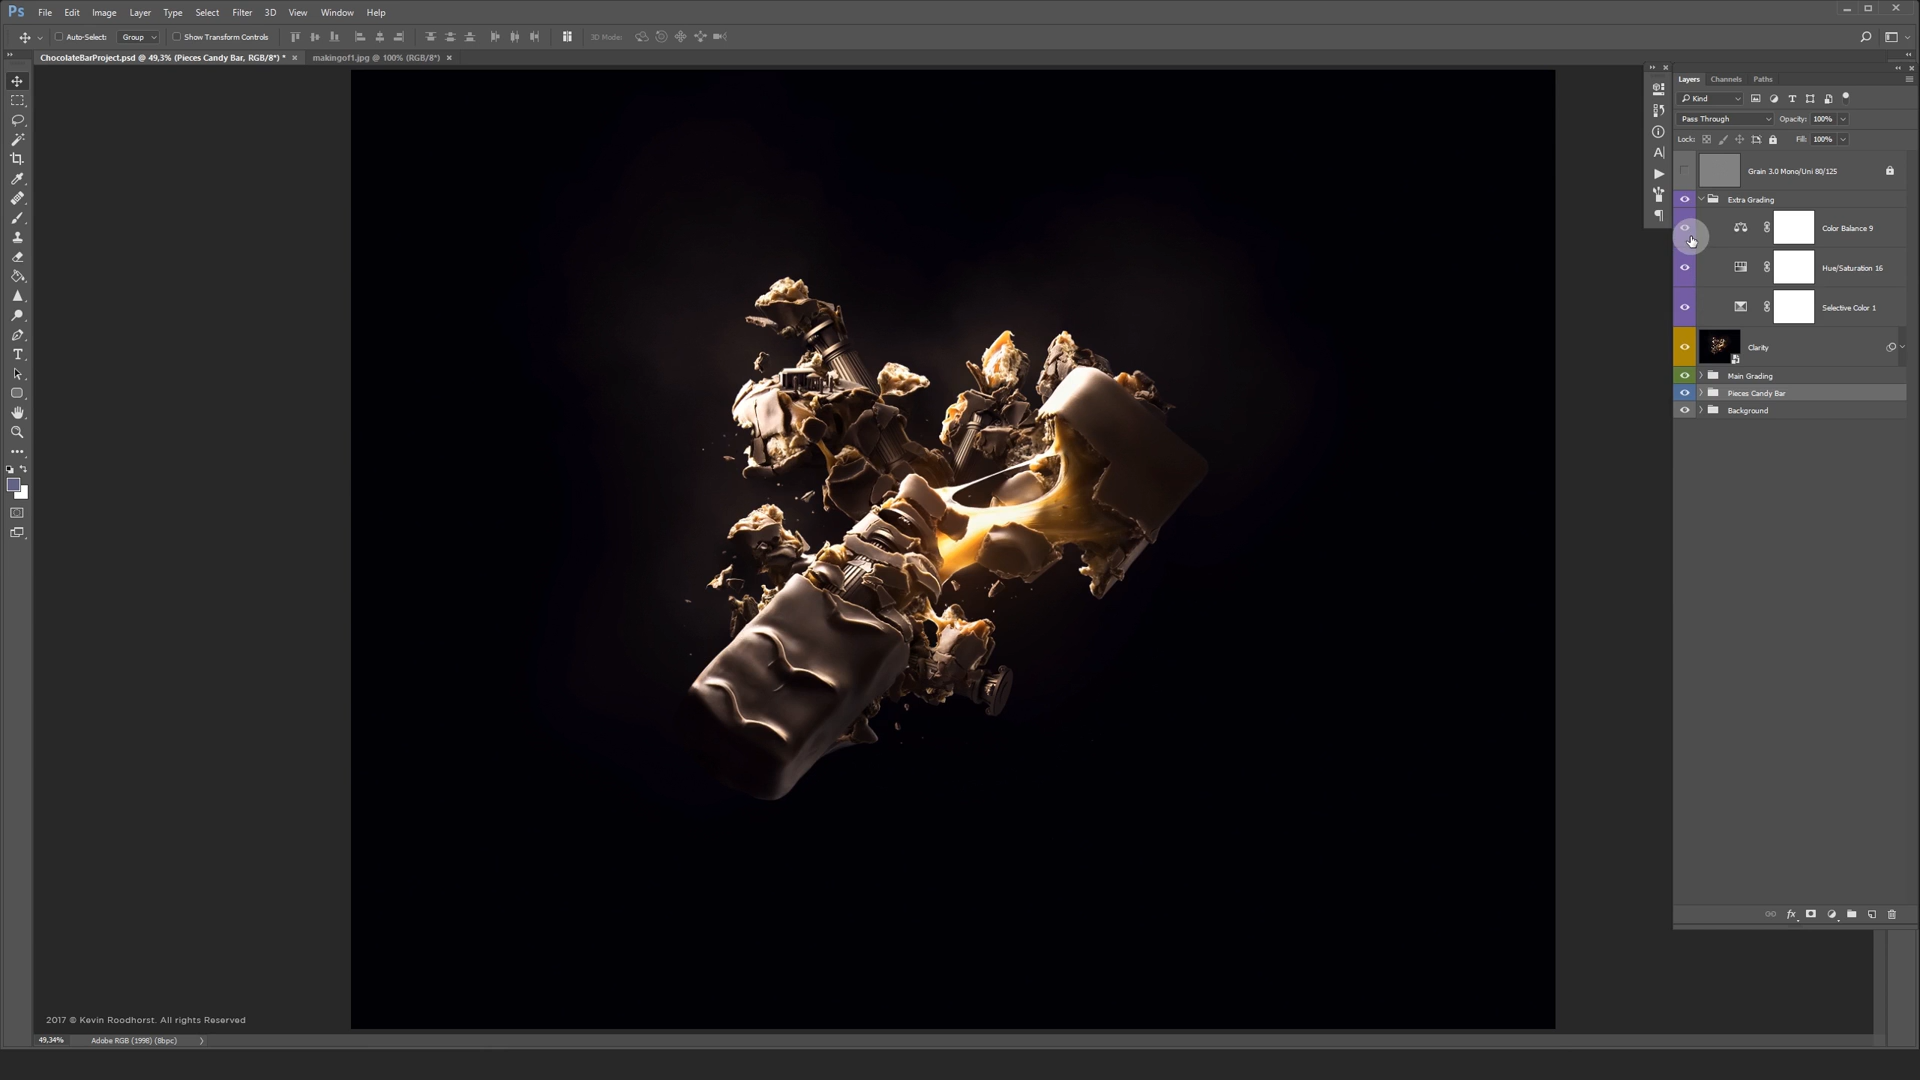 Ps File Edit Image Layer Type Select Filter 3D View Window Help
Auto-Select: Group Show Transform Controls 3D Mode:
ChocolateBarProject.psd @ 49,3% (Pieces Candy Bar, RGB/8*) * makingof1.jpg @ 100% (RGB/8*)
Layers Channels Paths
Kind
Pass Through Opacity: 100%
Lock: Fill: 100%
Grain 3.0 Mono/Uni 80/125
Extra Grading
Color Balance 9
Hue/Saturation 16
Selective Color 1
Clarity
Main Grading
Pieces Candy Bar
Background
2017 © Kevin Roodhorst. All rights Reserved
49,34% Adobe RGB (1998) (8bpc)